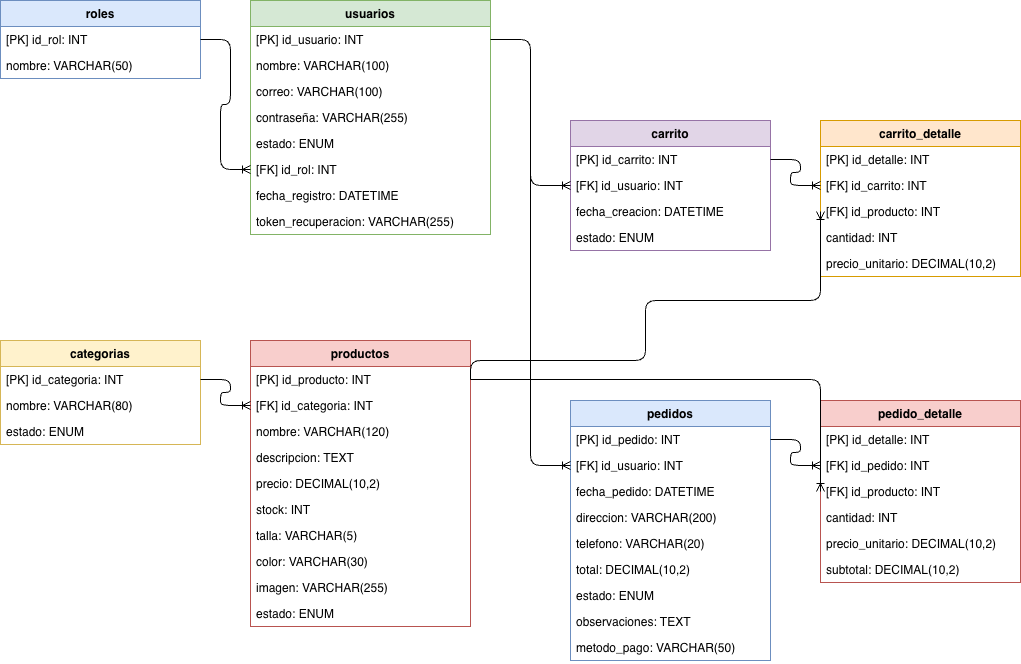 roles
[PK] id_rol: INT
nombre: VARCHAR(50)
usuarios
[PK] id_usuario: INT
nombre: VARCHAR(100)
correo: VARCHAR(100)
contraseña: VARCHAR(255)
estado: ENUM
[FK] id_rol: INT
fecha_registro: DATETIME
token_recuperacion: VARCHAR(255)
carrito
[PK] id_carrito: INT
[FK] id_usuario: INT
fecha_creacion: DATETIME
estado: ENUM
carrito_detalle
[PK] id_detalle: INT
[FK] id_carrito: INT
[FK] id_producto: INT
cantidad: INT
precio_unitario: DECIMAL(10,2)
categorias
[PK] id_categoria: INT
nombre: VARCHAR(80)
estado: ENUM
productos
[PK] id_producto: INT
[FK] id_categoria: INT
nombre: VARCHAR(120)
descripcion: TEXT
precio: DECIMAL(10,2)
stock: INT
talla: VARCHAR(5)
color: VARCHAR(30)
imagen: VARCHAR(255)
estado: ENUM
pedidos
[PK] id_pedido: INT
[FK] id_usuario: INT
fecha_pedido: DATETIME
direccion: VARCHAR(200)
telefono: VARCHAR(20)
total: DECIMAL(10,2)
estado: ENUM
observaciones: TEXT
metodo_pago: VARCHAR(50)
pedido_detalle
[PK] id_detalle: INT
[FK] id_pedido: INT
[FK] id_producto: INT
cantidad: INT
precio_unitario: DECIMAL(10,2)
subtotal: DECIMAL(10,2)